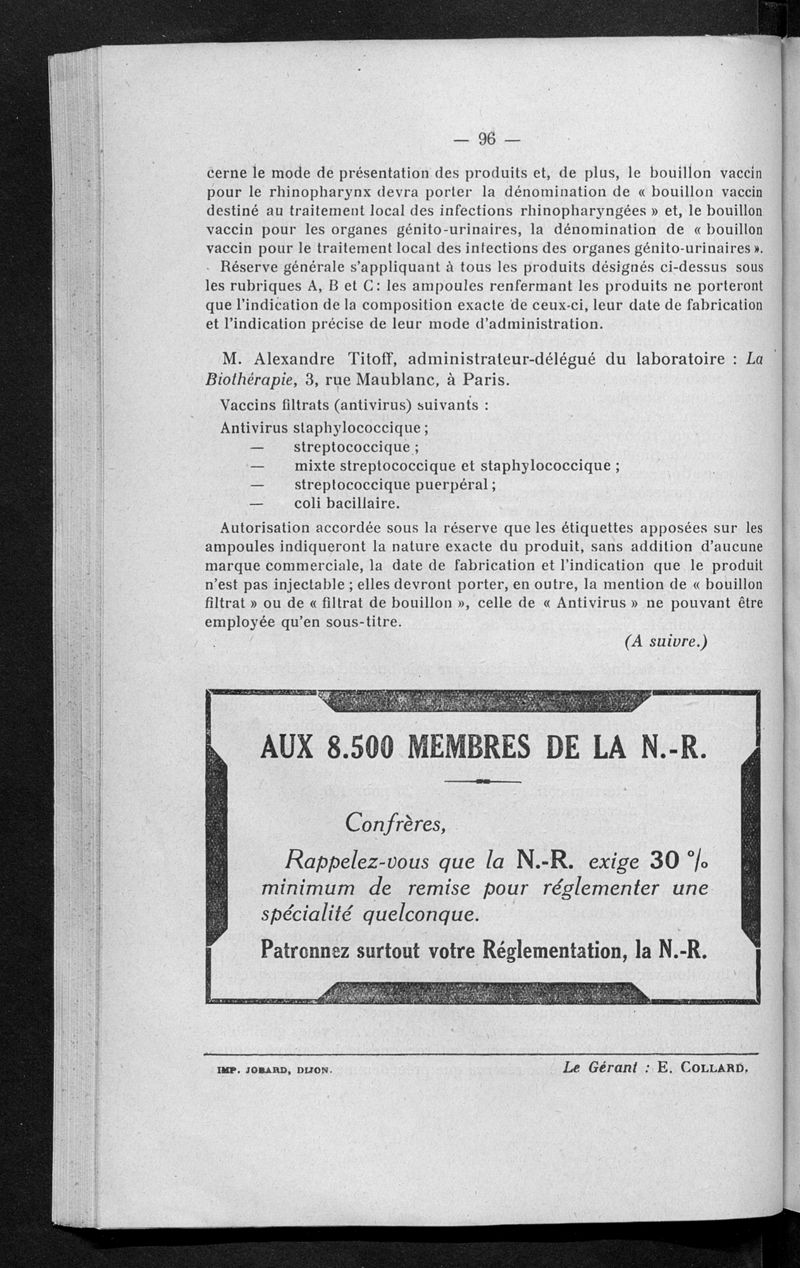 — 96 —
cerne le mode de présentation des produits et, de plus, le bouillon vaccin
pour le rhinopharynx devra porter la dénomination de « bouillon vaccin
destiné au traitement local des infections rhinopharyngées » et, le bouillon
vaccin pour les organes génito-urinaires, la dénomination de « bouillon
vaccin pour le traitement local des infections des organes génito-urinaires ».
Réserve générale s'appliquant à tous les produits désignés ci-dessus sous
les rubriques A, B et C : les ampoules renfermant les produits ne porteront
que l'indication de la composition exacte de ceux-ci, leur date de fabrication
et l'indication précise de leur mode d'administration.
M. Alexandre Titoff, administrateur-délégué du laboratoire : La
Biothérapie, 3, rue Maublanc, à Paris.
Vaccins filtrats (antivirus) suivants :
Antivirus staphylococcique ;
— streptococcique ;
— mixte streptococcique et staphylococcique ;
— streptococcique puerpéral ;
— coli bacillaire.
Autorisation accordée sous la réserve que les étiquettes apposées sur les
ampoules indiqueront la nature exacte du produit, sans addition d'aucune
marque commerciale, la date de fabrication et l'indication que le produit
n'est pas injectable ; elles devront porter, en outre, la mention de « bouillon
filtrat » ou de « filtrat de bouillon », celle de « Antivirus » ne pouvant être
employée qu'en sous-titre.
(A suivre.)
AUX 8.500 MEMBRES DE LA N.-R.
Confrères,
Rappelez-vous que la N.-R. exige 30 %
minimum de remise pour réglementer une
spécialité quelconque.
Patronnez surtout votre Réglementation, la N.-R.
IMP. JOBARD, DIJON.
Le Gérant : E. COLLARD.